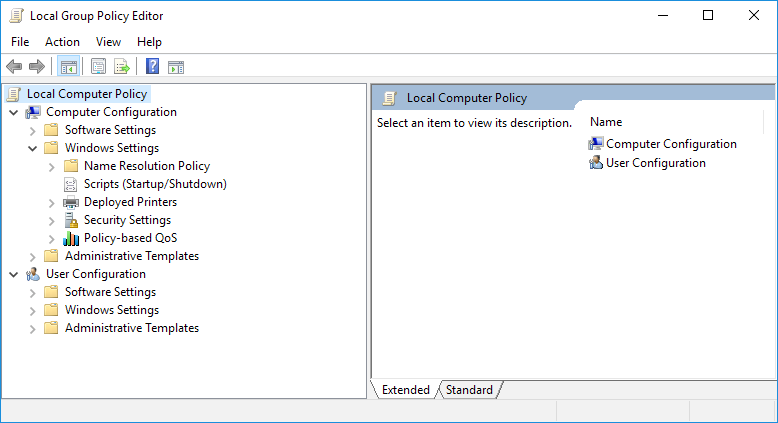 Local Group Policy Editor
File Action View Help
Local Computer Policy
Computer Configuration
Software Settings
Windows Settings
Name Resolution Policy
Scripts (Startup/Shutdown)
Deployed Printers
Security Settings
Policy-based QoS
Administrative Templates
User Configuration
Software Settings
Windows Settings
Administrative Templates
Local Computer Policy
Select an item to view its description.
Name
Computer Configuration
User Configuration
Extended Standard